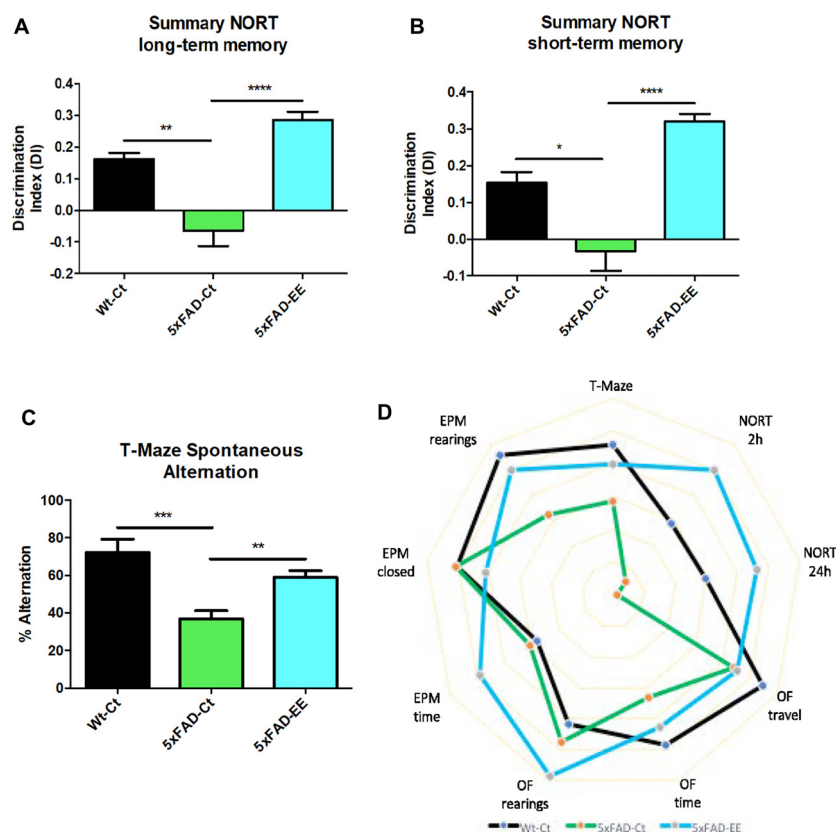 A
Summary NORT
long-term memory
Discrimination
Index (DI)
0.4
0.3
0.2
0.1
0.0
-0.1
-0.2
**
****
Wt-Ct
5xFAD-Ct
5xFAD-EE
B
Summary NORT
short-term memory
Discrimination
Index (DI)
0.4
0.3
0.2
0.1
0.0
-0.1
*
****
Wt-Ct
5xFAD-Ct
5xFAD-EE
C
T-Maze Spontaneous
Alternation
% Alternation
100
80
60
40
20
0
***
**
Wt-Ct
5xFAD-Ct
5xFAD-EE
D
T-Maze
NORT
2h
NORT
24h
OF
travel
OF
time
OF
rearings
EPM
time
EPM
closed
EPM
rearings
Wt-Ct
5xFAD-Ct
5xFAD-EE